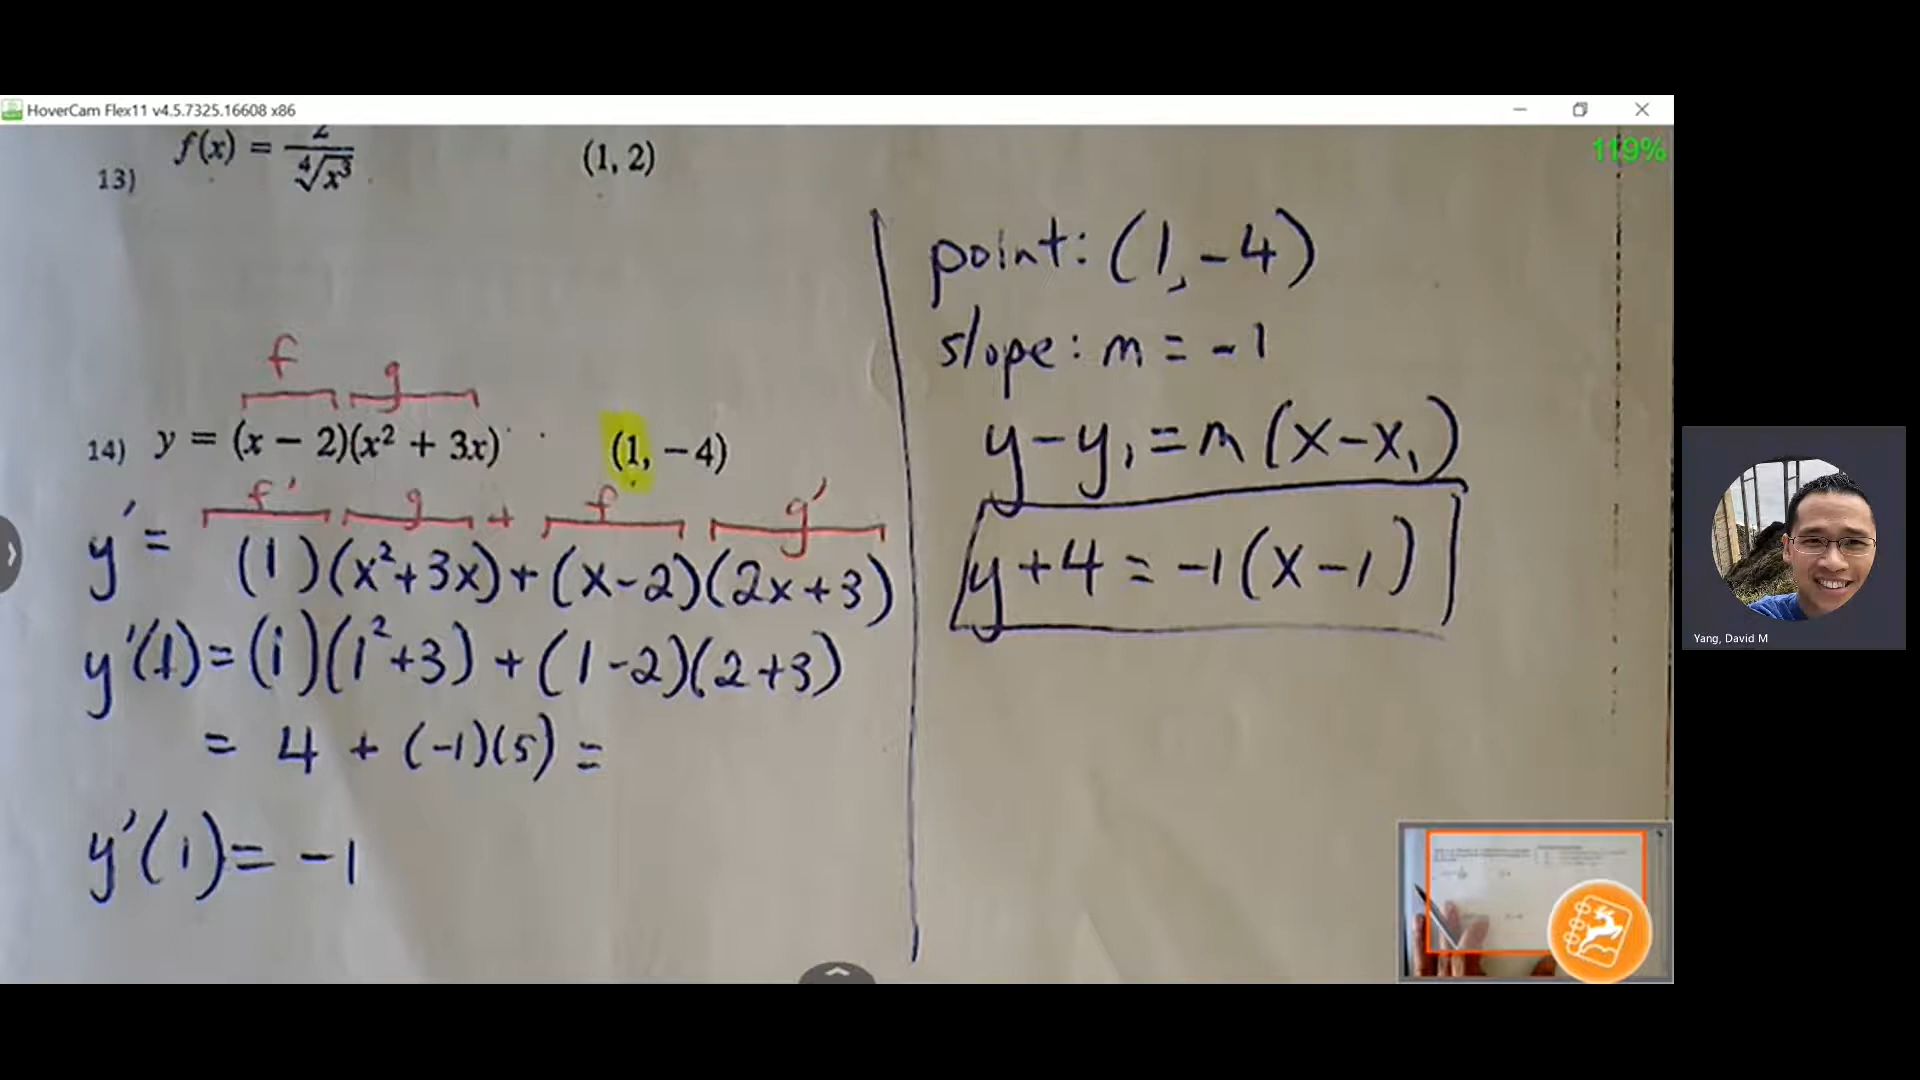 HoverCam Flex11 v4.5.7325.16608 x86
119%
13) f(x) = 2/∜x³ (1, 2)
f g
14) y = (x − 2)(x² + 3x) (1, −4)
f' g + f g'
y' = (1)(x²+3x)+(x-2)(2x+3)
y'(1)=(1)(1²+3)+(1-2)(2+3)
= 4 + (-1)(5) =
y'(1)= -1
point: (1,-4)
slope: m = -1
y-y₁=m(x-x₁)
y+4=-1(x-1)
Yang, David M